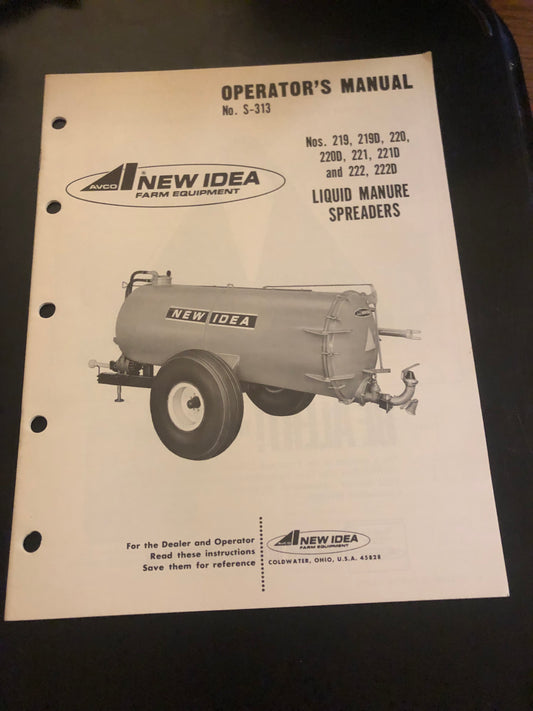 OPERATOR'S MANUAL
No. S-313
Nos. 219, 219D, 220,
220D, 221, 221D
and 222, 222D
LIQUID MANURE
SPREADERS
AVCO NEW IDEA
FARM EQUIPMENT
NEW IDEA
For the Dealer and Operator
Read these instructions
Save them for reference
AVCO NEW IDEA
FARM EQUIPMENT
COLDWATER, OHIO, U.S.A. 45828